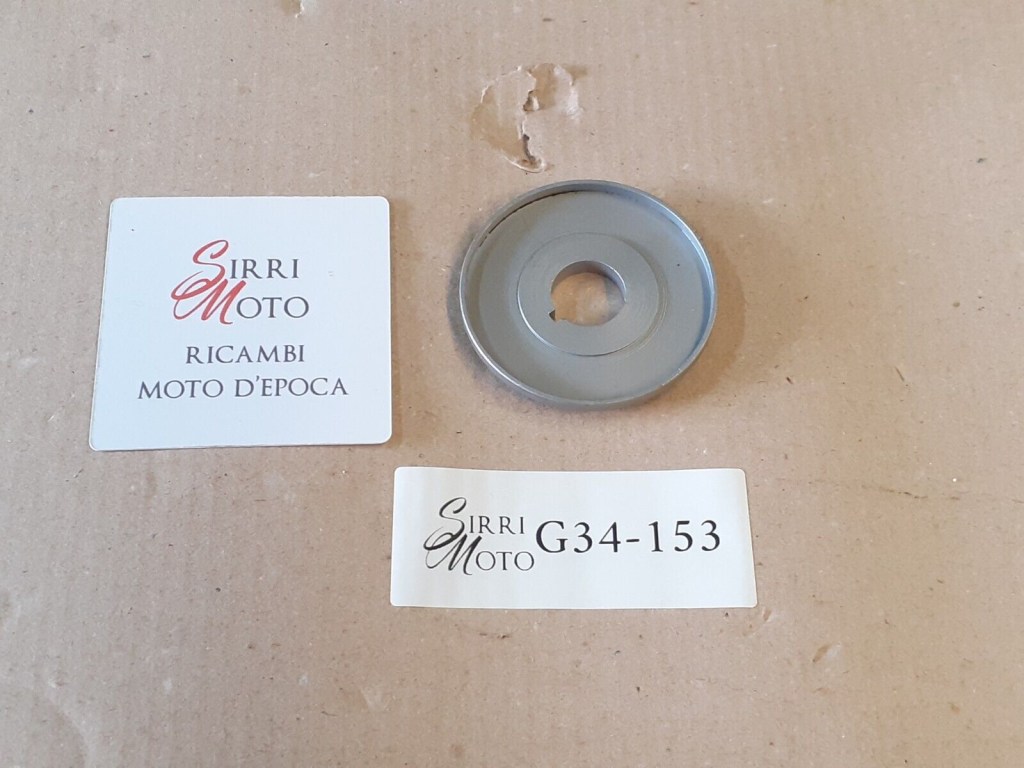 SIRRI
MOTO
RICAMBI
MOTO D'EPOCA
SIRRI
MOTO
G34-153